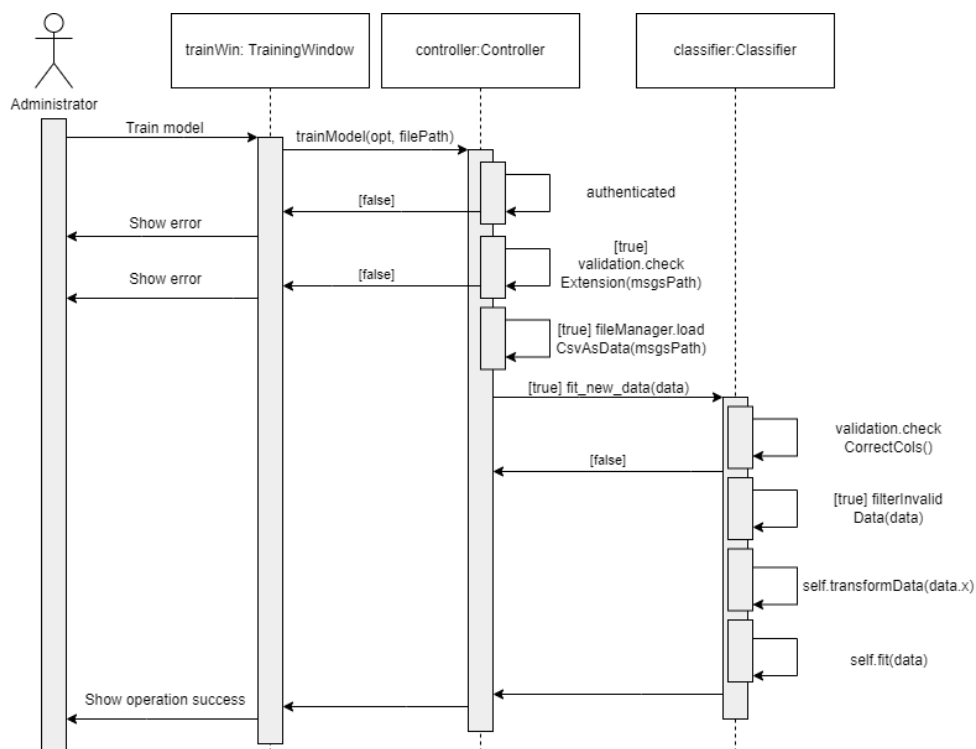 trainWin: TrainingWindow
controller:Controller
classifier:Classifier
Administrator
Train model
trainModel(opt, filePath)
authenticated
[false]
Show error
[true]
validation.check
Extension(msgsPath)
[false]
Show error
[true] fileManager.load
CsvAsData(msgsPath)
[true] fit_new_data(data)
validation.check
CorrectCols()
[false]
[true] filterInvalid
Data(data)
self.transformData(data.x)
self.fit(data)
Show operation success